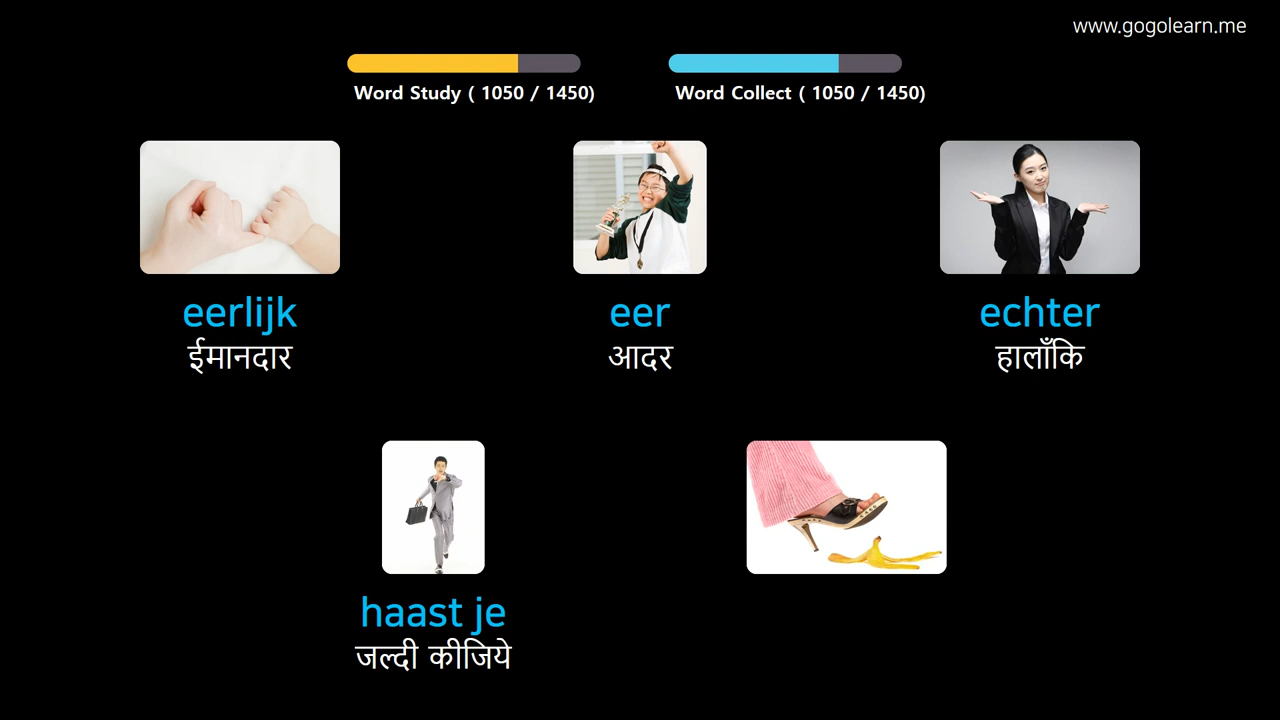 www.gogolearn.me
Word Study ( 1050 / 1450)
Word Collect ( 1050 / 1450)
eerlijk
ईमानदार
eer
आदर
echter
हालाँकि
haast je
जल्दी कीजिये